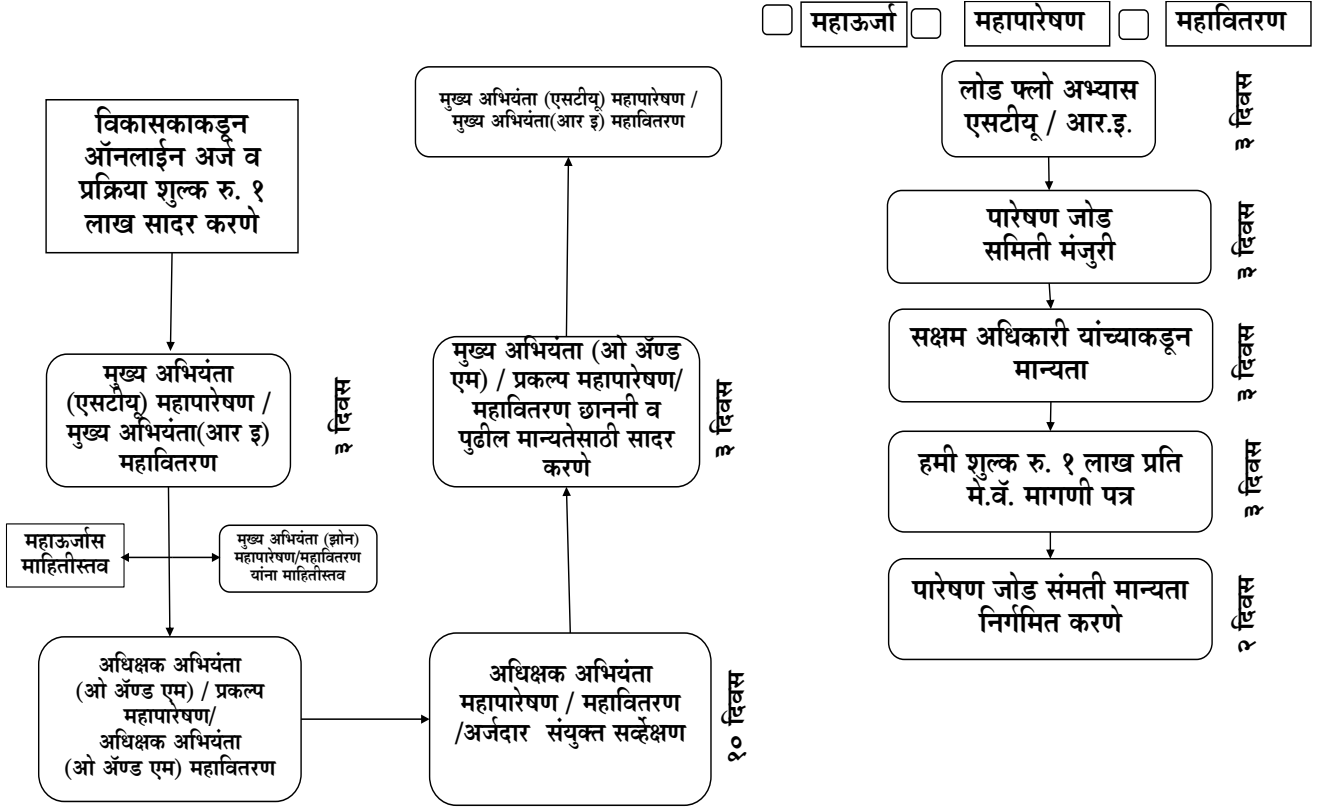 महाऊर्जा
महापारेषण
महावितरण
विकासकाकडून
ऑनलाईन अर्ज व
प्रक्रिया शुल्क रु. १
लाख सादर करणे
मुख्य अभियंता
(एसटीयू) महापारेषण /
मुख्य अभियंता(आर इ)
महावितरण
३ दिवस
महाऊर्जास
माहितीस्तव
मुख्य अभियंता (झोन)
महापारेषण/महावितरण
यांना माहितीस्तव
अधिक्षक अभियंता
(ओ ॲण्ड एम) / प्रकल्प
महापारेषण/
अधिक्षक अभियंता
(ओ ॲण्ड एम) महावितरण
अधिक्षक अभियंता
महापारेषण / महावितरण
/अर्जदार संयुक्त सर्व्हेक्षण
१० दिवस
मुख्य अभियंता (ओ ॲण्ड
एम) / प्रकल्प महापारेषण/
महावितरण छाननी व
पुढील मान्यतेसाठी सादर
करणे
३ दिवस
मुख्य अभियंता (एसटीयू) महापारेषण /
मुख्य अभियंता(आर इ) महावितरण
लोड फ्लो अभ्यास
एसटीयू / आर.इ.
३ दिवस
पारेषण जोड
समिती मंजुरी
३ दिवस
सक्षम अधिकारी यांच्याकडून
मान्यता
३ दिवस
हमी शुल्क रु. १ लाख प्रति
मे.वॅ. मागणी पत्र
३ दिवस
पारेषण जोड संमती मान्यता
निर्गमित करणे
२ दिवस